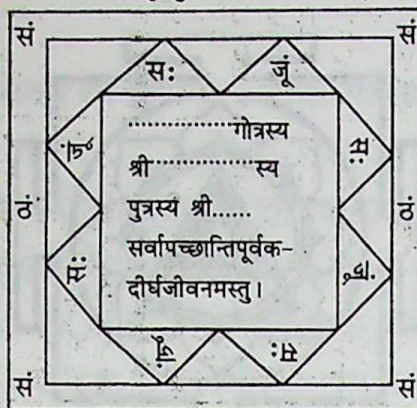 सं सं
सः जूं
जूं सः
..............गोत्रस्य
श्री..............स्य
पुत्रस्य श्री......
सर्वापच्छान्तिपूर्वक-
दीर्घजीवनमस्तु।
वं वं
सः जूं
जूं सः
सं सं